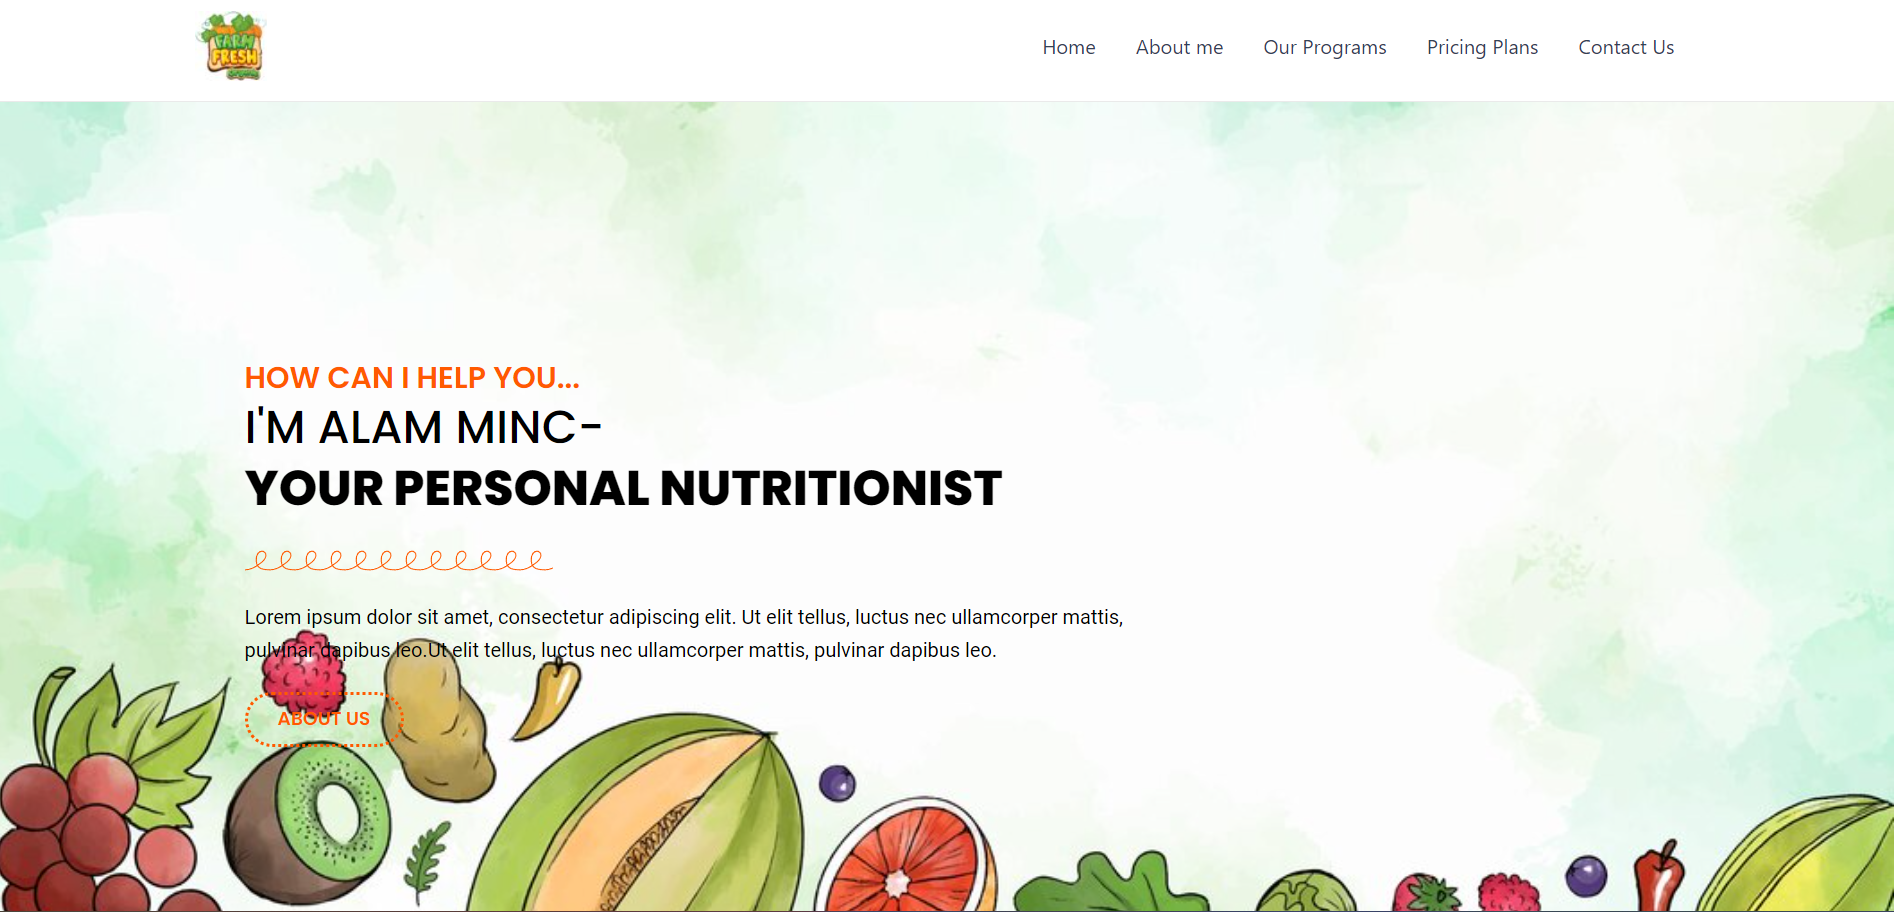 FARM
FRESH
Home
About me
Our Programs
Pricing Plans
Contact Us
HOW CAN I HELP YOU...
I'M ALAM MINC-
YOUR PERSONAL NUTRITIONIST
Lorem ipsum dolor sit amet, consectetur adipiscing elit. Ut elit tellus, luctus nec ullamcorper mattis,
pulvinar dapibus leo.Ut elit tellus, luctus nec ullamcorper mattis, pulvinar dapibus leo.
ABOUT US